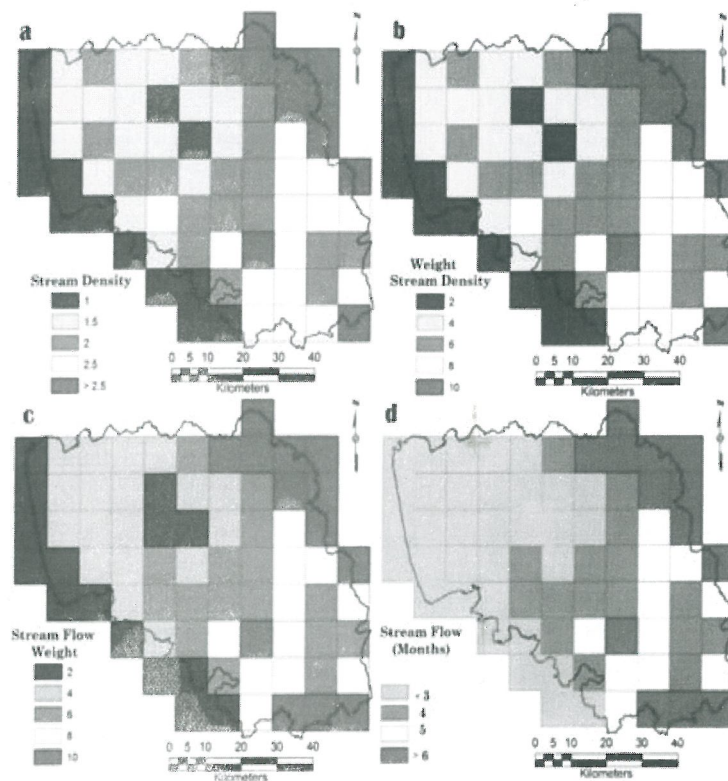 a
N
Stream Density
1
1.5
2
2.5
> 2.5
0 5 10 20 30 40
Kilometers
b
N
Weight
Stream Density
2
4
6
8
10
0 5 10 20 30 40
Kilometers
c
N
Stream Flow
Weight
2
4
6
8
10
0 5 10 20 30 40
Kilometers
d
N
Stream Flow
(Months)
< 3
4
5
> 6
0 5 10 20 30 40
Kilometers